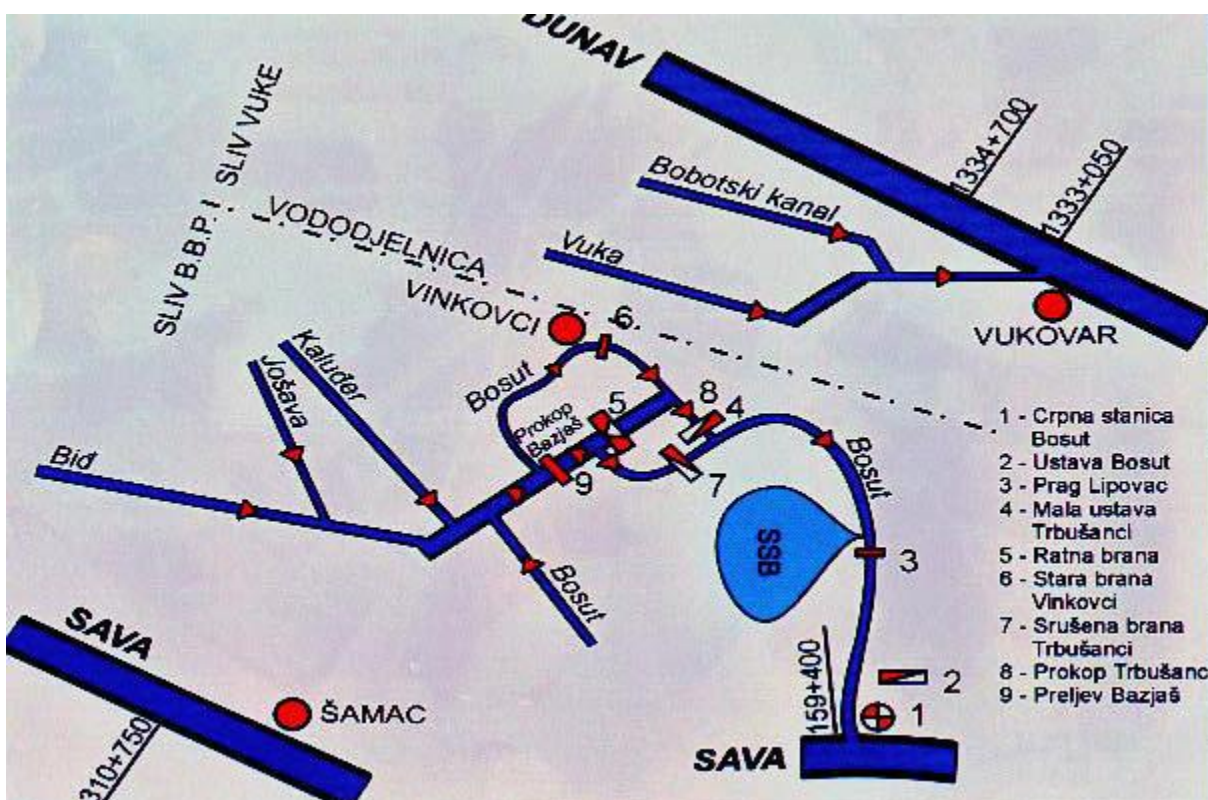 DUNAV
SLIV VUKE
SLIV B.B.P.
VODODJELNICA
1334+700
1333+050
Bobotski kanal
Vuka
VUKOVAR
VINKOVCI
6
Kaluđer
Jošava
Biđ
Bosut
Prokop
Bazjaš
5
8
4
9
7
Bosut
Bosut
SSB
3
1 - Crpna stanica
Bosut
2 - Ustava Bosut
3 - Prag Lipovac
4 - Mala ustava
Trbušanci
5 - Ratna brana
6 - Stara brana
Vinkovci
7 - Srušena brana
Trbušanci
8 - Prokop Trbušanc
9 - Preljev Bazjaš
SAVA
ŠAMAC
310+750
159+400
2
1
SAVA